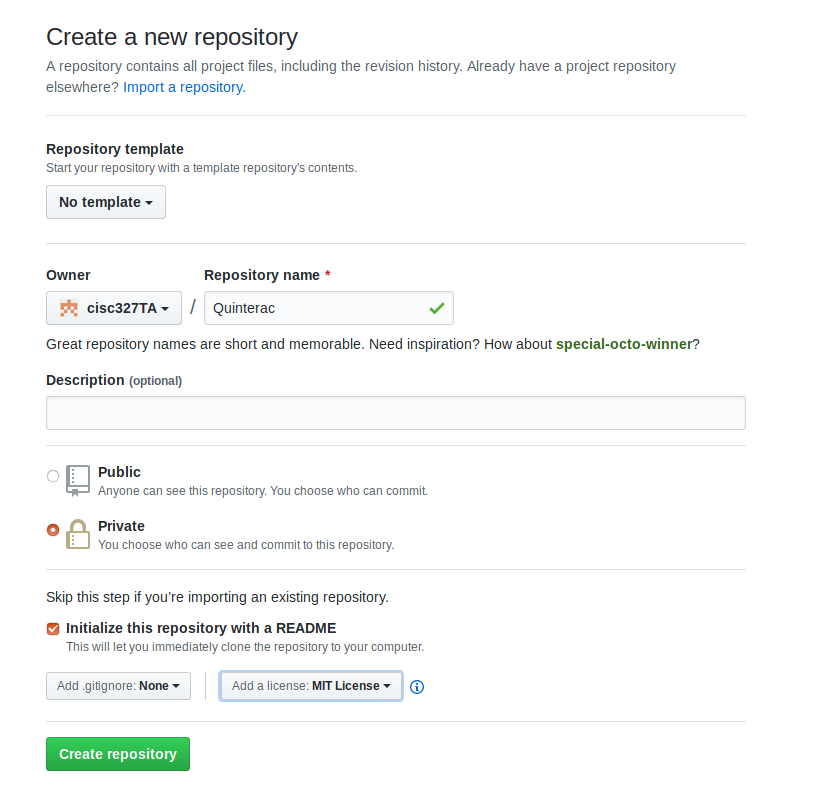 Create a new repository
A repository contains all project files, including the revision history. Already have a project repository
elsewhere? Import a repository.
Repository template
Start your repository with a template repository's contents.
No template
Owner
Repository name *
cisc327TA / Quinterac
Great repository names are short and memorable. Need inspiration? How about special-octo-winner?
Description (optional)
Public
Anyone can see this repository. You choose who can commit.
Private
You choose who can see and commit to this repository.
Skip this step if you’re importing an existing repository.
Initialize this repository with a README
This will let you immediately clone the repository to your computer.
Add .gitignore: None
Add a license: MIT License
Create repository